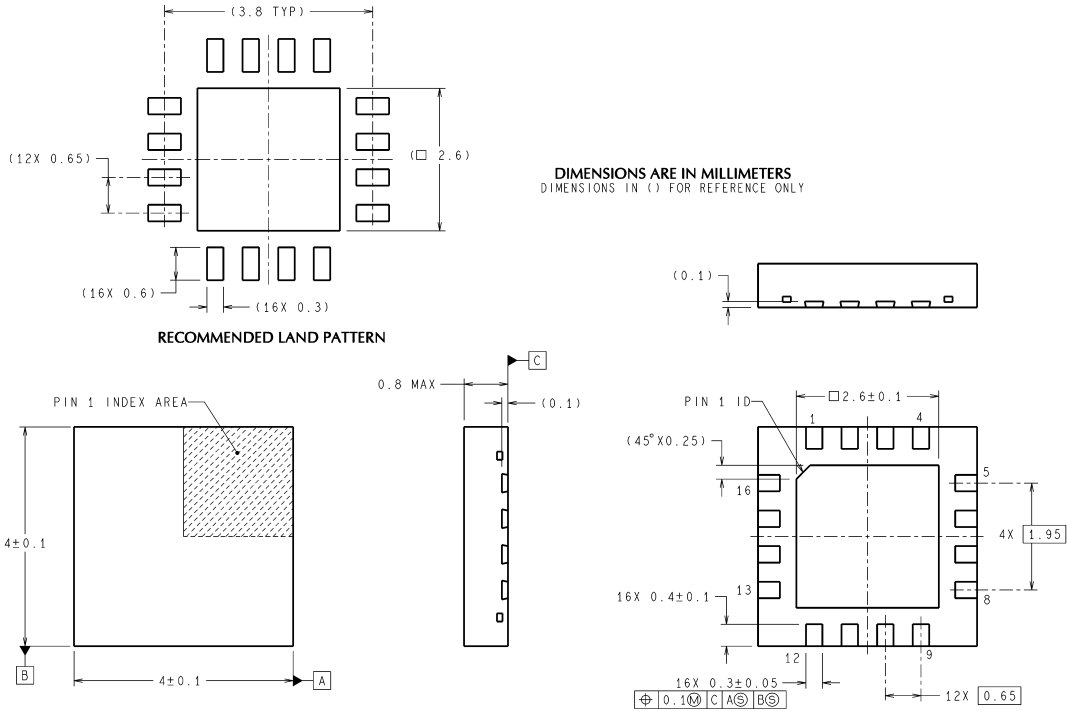 (3.8 TYP)
(12X 0.65)
(□ 2.6)
(16X 0.6)
(16X 0.3)
RECOMMENDED LAND PATTERN
DIMENSIONS ARE IN MILLIMETERS
DIMENSIONS IN () FOR REFERENCE ONLY
(0.1)
PIN 1 INDEX AREA
4±0.1
B
4±0.1
A
0.8 MAX
C
(0.1)
□2.6±0.1
PIN 1 ID
1
4
(45°X0.25)
16
5
4X 1.95
13
8
16X 0.4±0.1
12
9
16X 0.3±0.05
⌖ 0.1Ⓜ C AⓈ BⓈ
12X 0.65